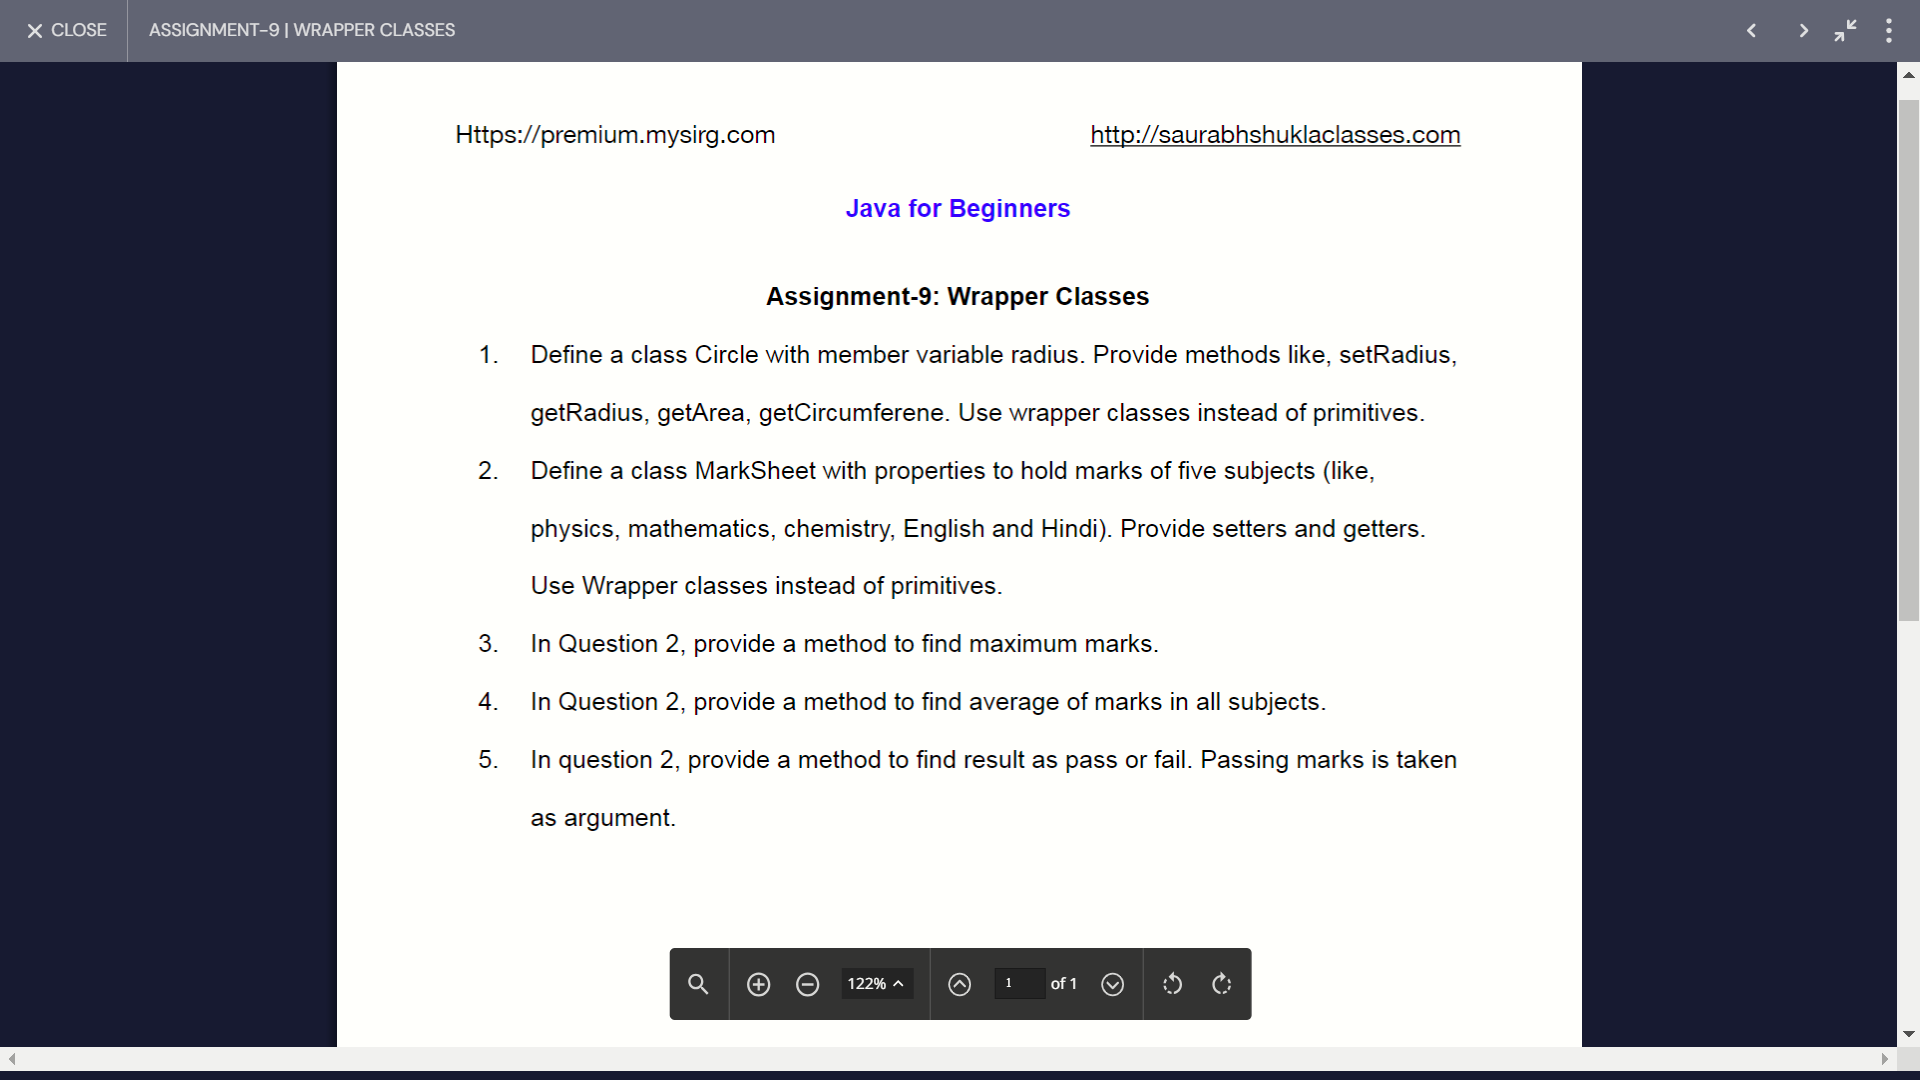 CLOSE
ASSIGNMENT-9 | WRAPPER CLASSES
Https://premium.mysirg.com
http://saurabhshuklaclasses.com
Java for Beginners
Assignment-9: Wrapper Classes
1. Define a class Circle with member variable radius. Provide methods like, setRadius,
getRadius, getArea, getCircumferene. Use wrapper classes instead of primitives.
2. Define a class MarkSheet with properties to hold marks of five subjects (like,
physics, mathematics, chemistry, English and Hindi). Provide setters and getters.
Use Wrapper classes instead of primitives.
3. In Question 2, provide a method to find maximum marks.
4. In Question 2, provide a method to find average of marks in all subjects.
5. In question 2, provide a method to find result as pass or fail. Passing marks is taken
as argument.
122%
1 of 1